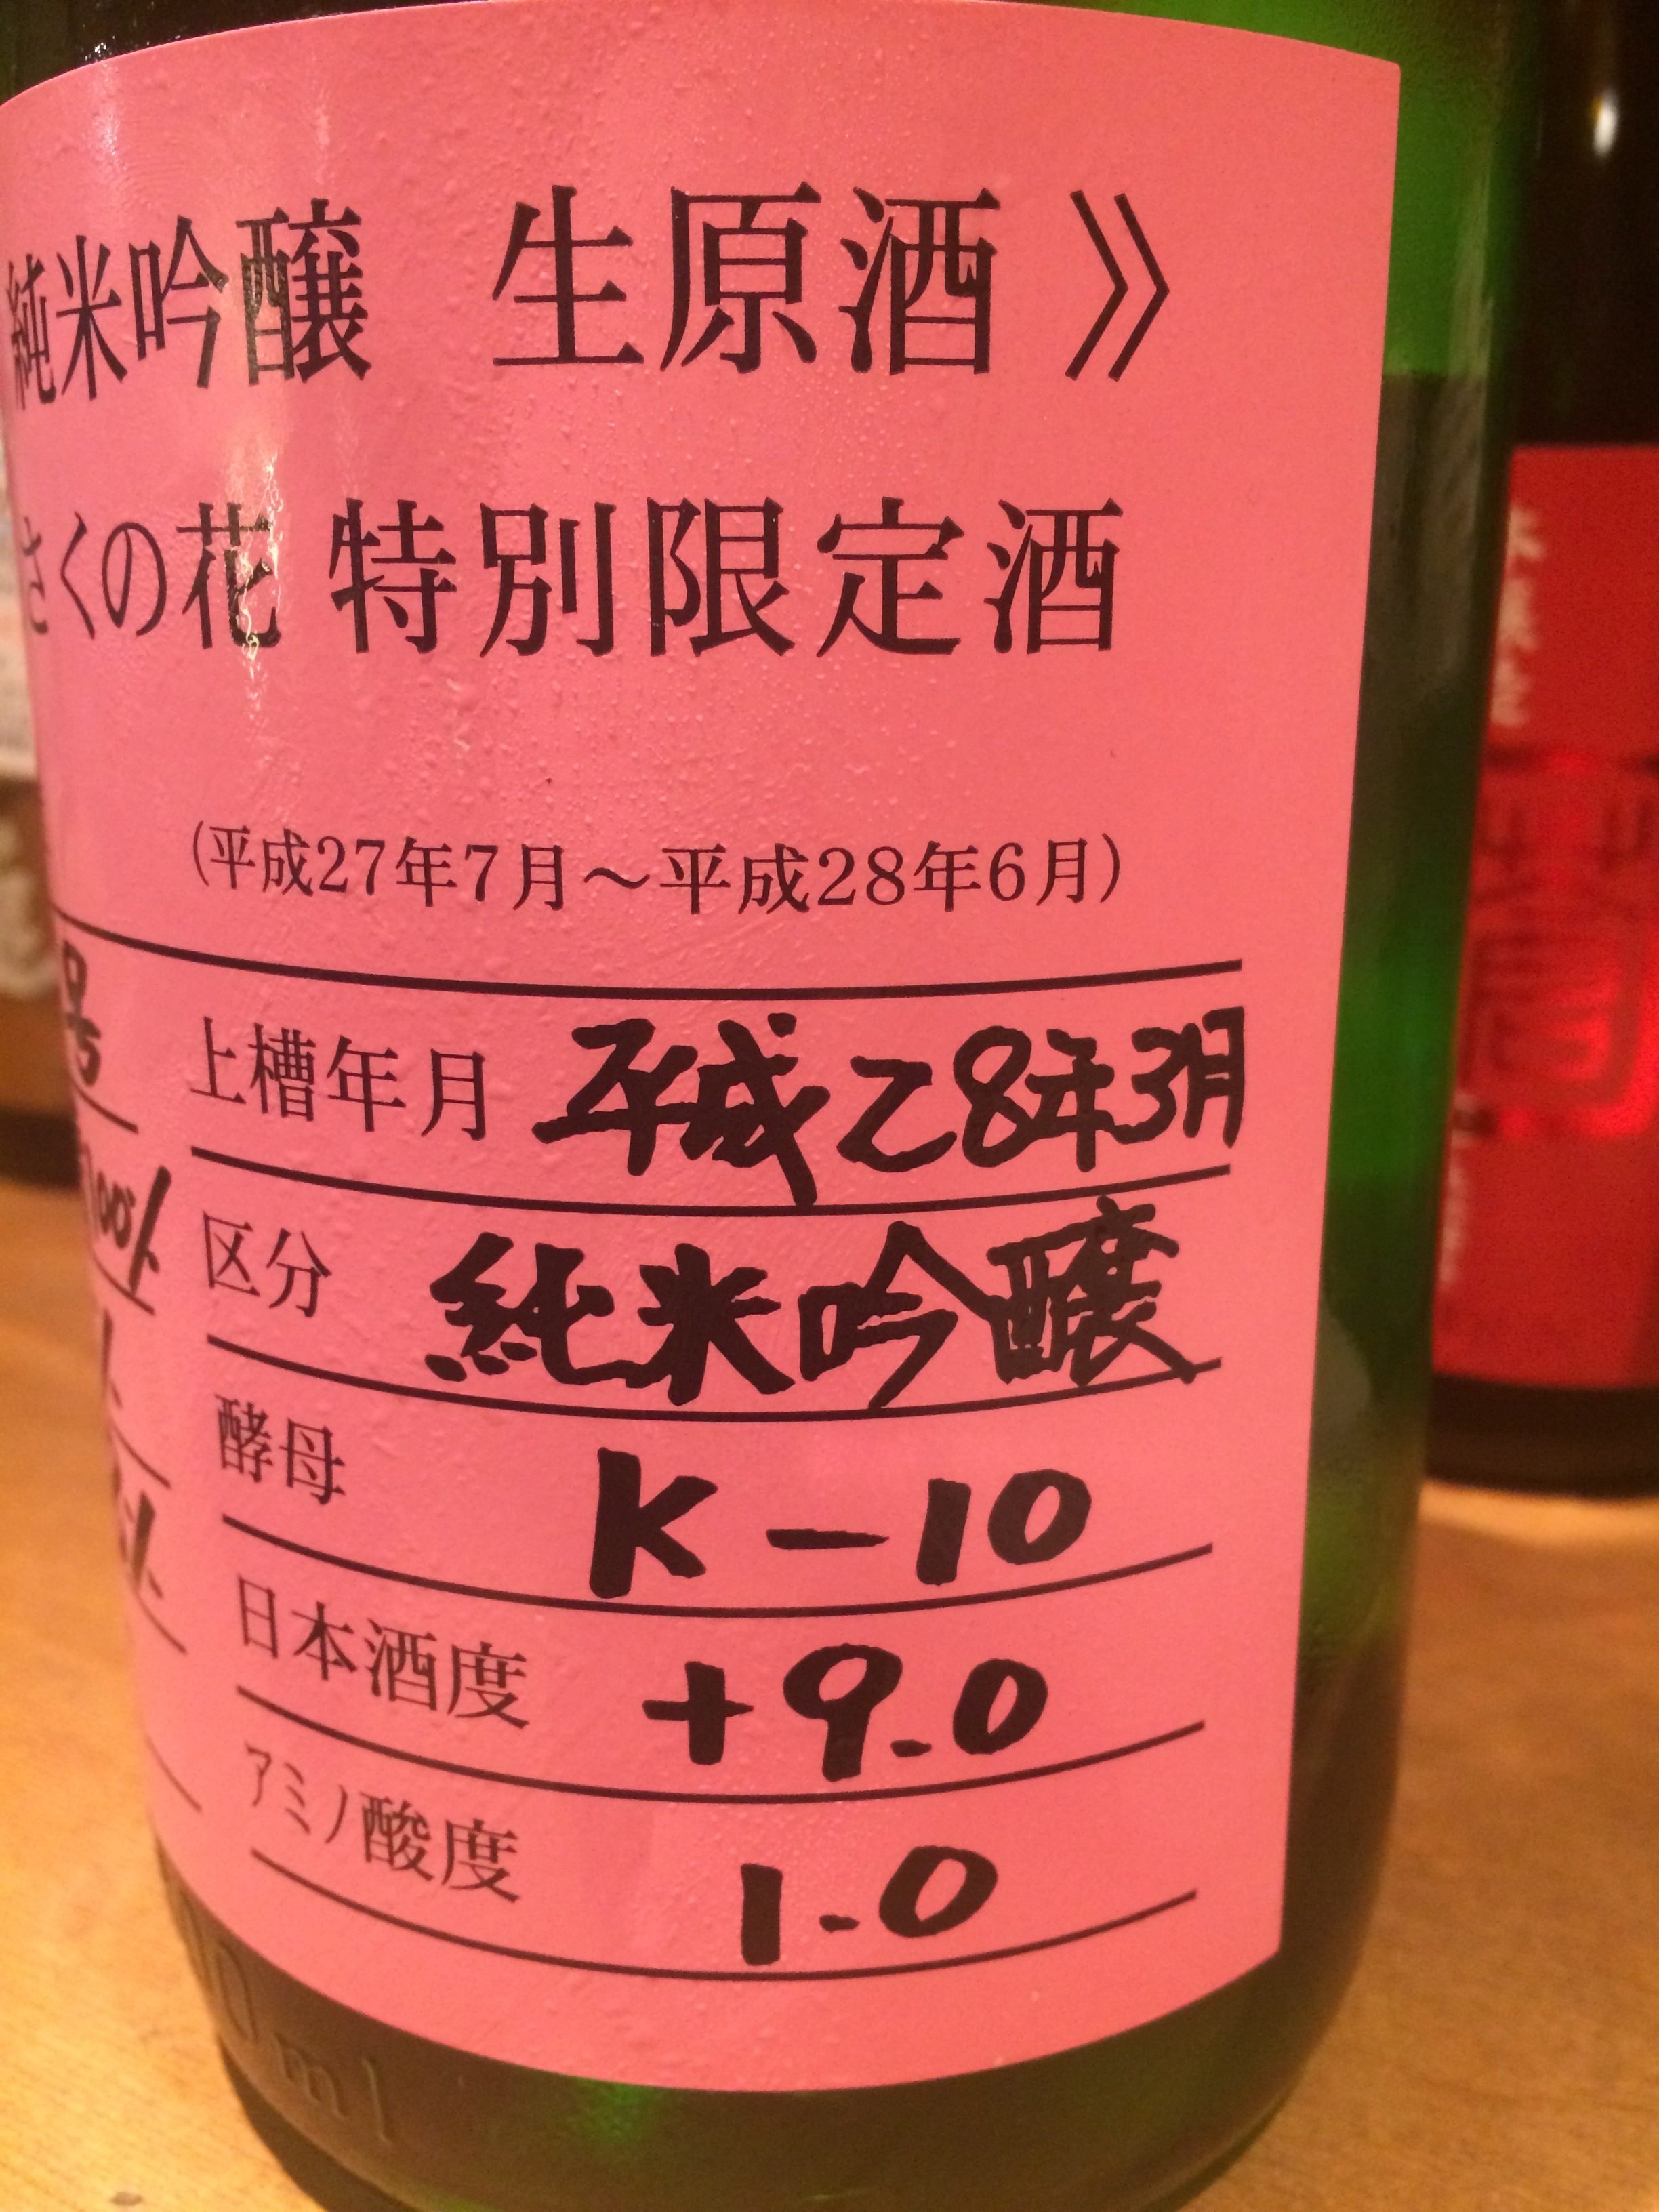 純米吟醸 生原酒》
さくの花 特別限定酒
(平成27年7月～平成28年6月)
号
上槽年月 平成28年3月
100%
区分 純米吟醸
酵母 K-10
日本酒度 +9.0
アミノ酸度 1.0
ml